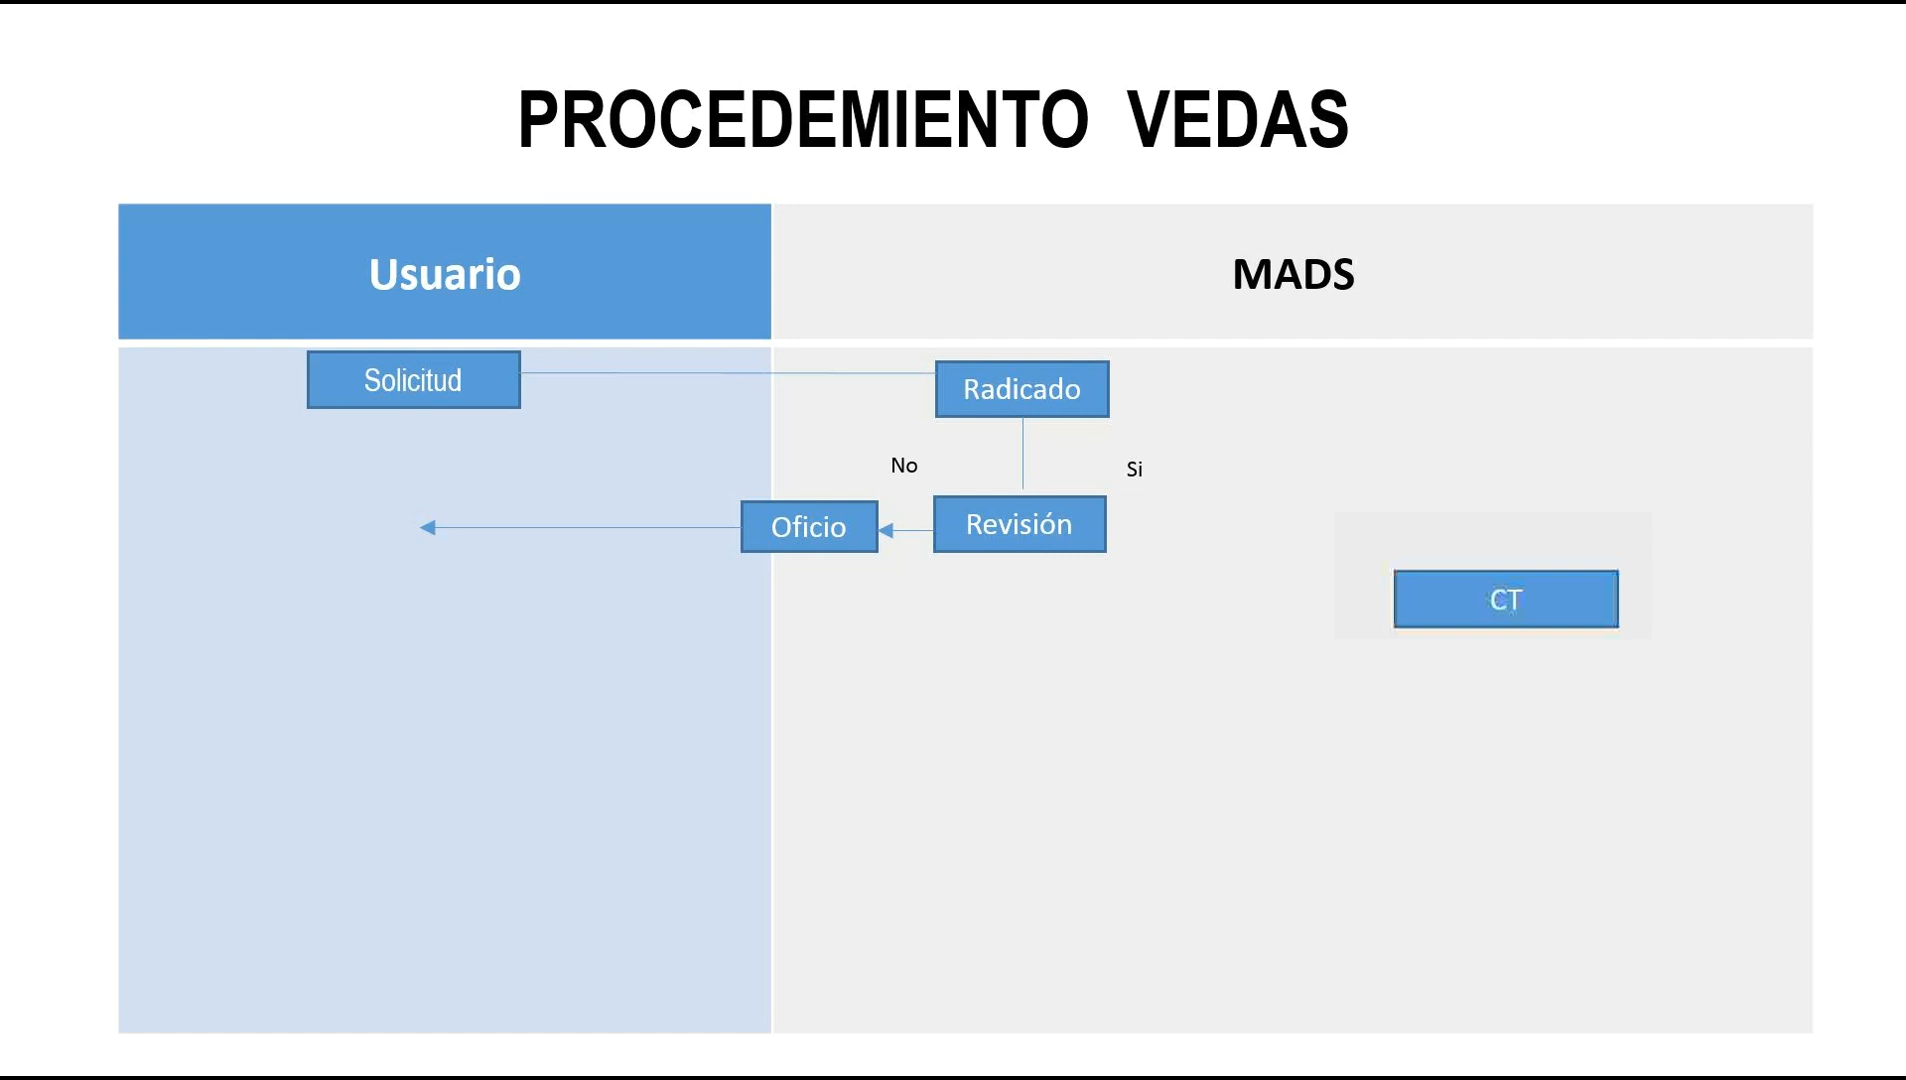 PROCEDEMIENTO VEDAS
Usuario
MADS
Solicitud
Radicado
No
Si
Oficio
Revisión
CT